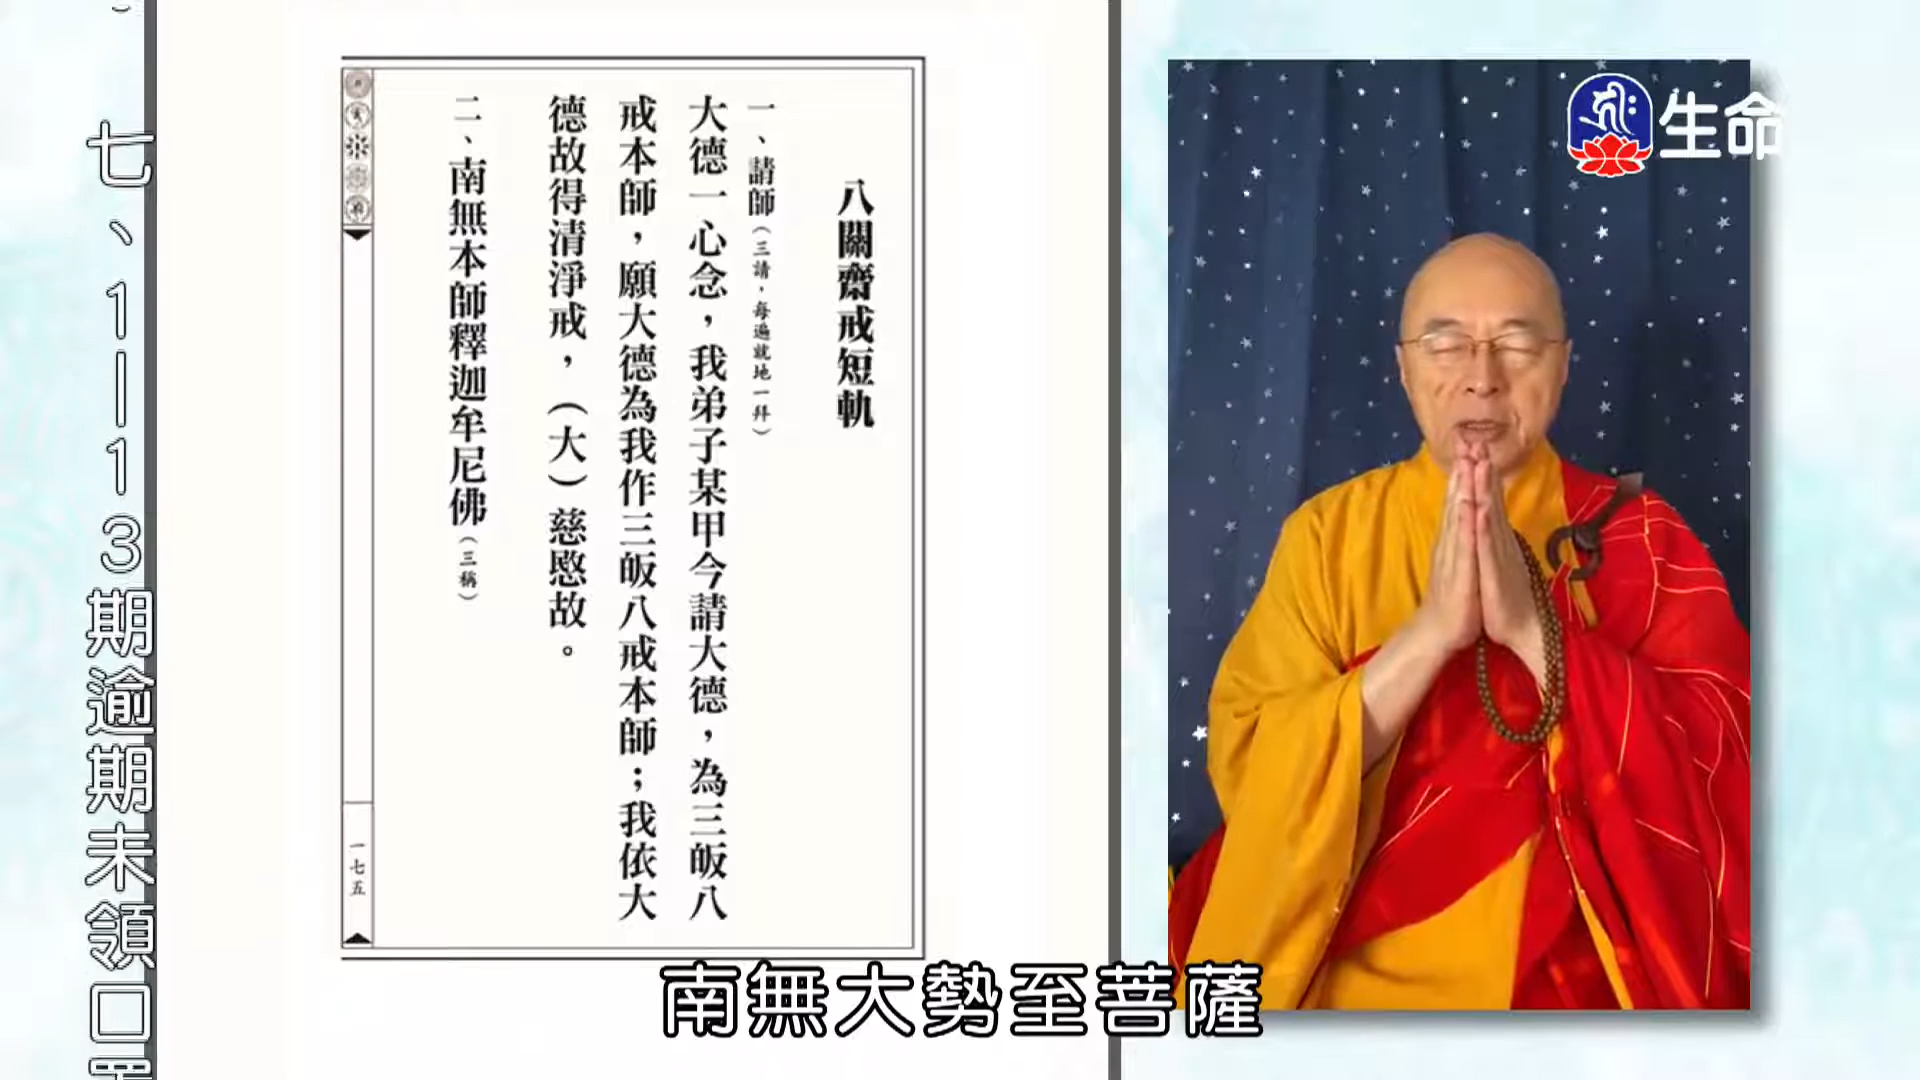 八關齋戒短軌
一、請師（三請，每遍就地一拜）
大德一心念，我弟子某甲今請大德，為三皈八
戒本師，願大德為我作三皈八戒本師；我依大
德故得清淨戒，（大）慈愍故。
二、南無本師釋迦牟尼佛（三稱）
一七五
生命
七、1—13期逾期未領口罩
南無大勢至菩薩